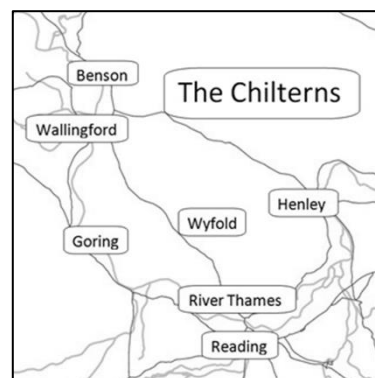 Benson
The Chilterns
Wallingford
Henley
Wyfold
Goring
River Thames
Reading